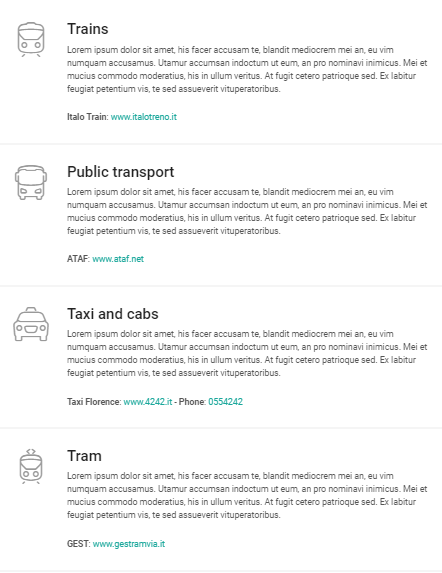 Trains
Lorem ipsum dolor sit amet, his facer accusam te, blandit mediocrem mei an, eu vim
numquam accusamus. Utamur accumsan indoctum ut eum, an pro nominavi inimicus. Mei et
mucius commodo moderatius, his in ullum veritus. At fugit cetero patrioque sed. Ex labitur
feugiat petentium vis, te sed assueverit vituperatoribus.
Italo Train: www.italotreno.it
Public transport
Lorem ipsum dolor sit amet, his facer accusam te, blandit mediocrem mei an, eu vim
numquam accusamus. Utamur accumsan indoctum ut eum, an pro nominavi inimicus. Mei et
mucius commodo moderatius, his in ullum veritus. At fugit cetero patrioque sed. Ex labitur
feugiat petentium vis, te sed assueverit vituperatoribus.
ATAF: www.ataf.net
Taxi and cabs
Lorem ipsum dolor sit amet, his facer accusam te, blandit mediocrem mei an, eu vim
numquam accusamus. Utamur accumsan indoctum ut eum, an pro nominavi inimicus. Mei et
mucius commodo moderatius, his in ullum veritus. At fugit cetero patrioque sed. Ex labitur
feugiat petentium vis, te sed assueverit vituperatoribus.
Taxi Florence: www.4242.it - Phone: 0554242
Tram
Lorem ipsum dolor sit amet, his facer accusam te, blandit mediocrem mei an, eu vim
numquam accusamus. Utamur accumsan indoctum ut eum, an pro nominavi inimicus. Mei et
mucius commodo moderatius, his in ullum veritus. At fugit cetero patrioque sed. Ex labitur
feugiat petentium vis, te sed assueverit vituperatoribus.
GEST: www.gestramvia.it